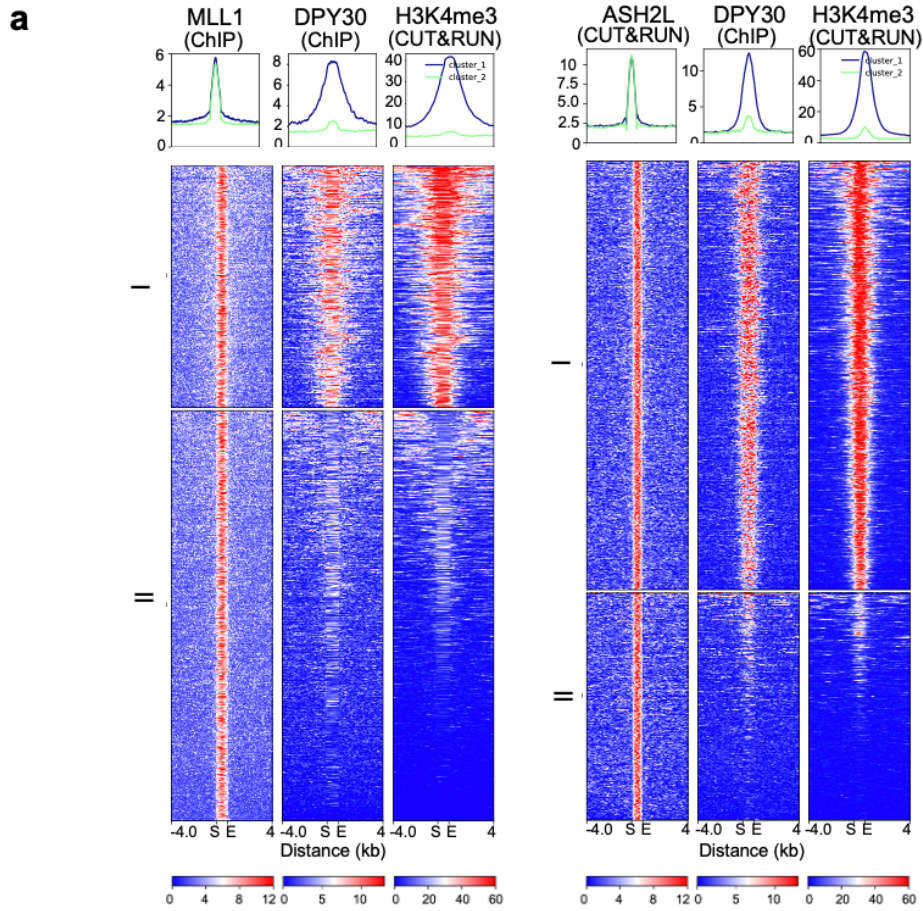 a
MLL1 DPY30 H3K4me3 ASH2L DPY30 H3K4me3
(ChIP) (ChIP) (CUT&RUN) (CUT&RUN) (ChIP) (CUT&RUN)
6 4 2 0
8 6 4 2 0
40 30 20 10 0
cluster_1
cluster_2
10 7.5 5.0 2.5 0
10 5 0
60 40 20 0
cluster_1
cluster_2
I
II
I
II
-4.0 S E 4 -4.0 S E 4 -4.0 S E 4
Distance (kb)
-4.0 S E 4 -4.0 S E 4 -4.0 S E 4
Distance (kb)
0 4 8 12 0 5 10 0 20 40 60
0 4 8 12 0 5 10 0 20 40 60